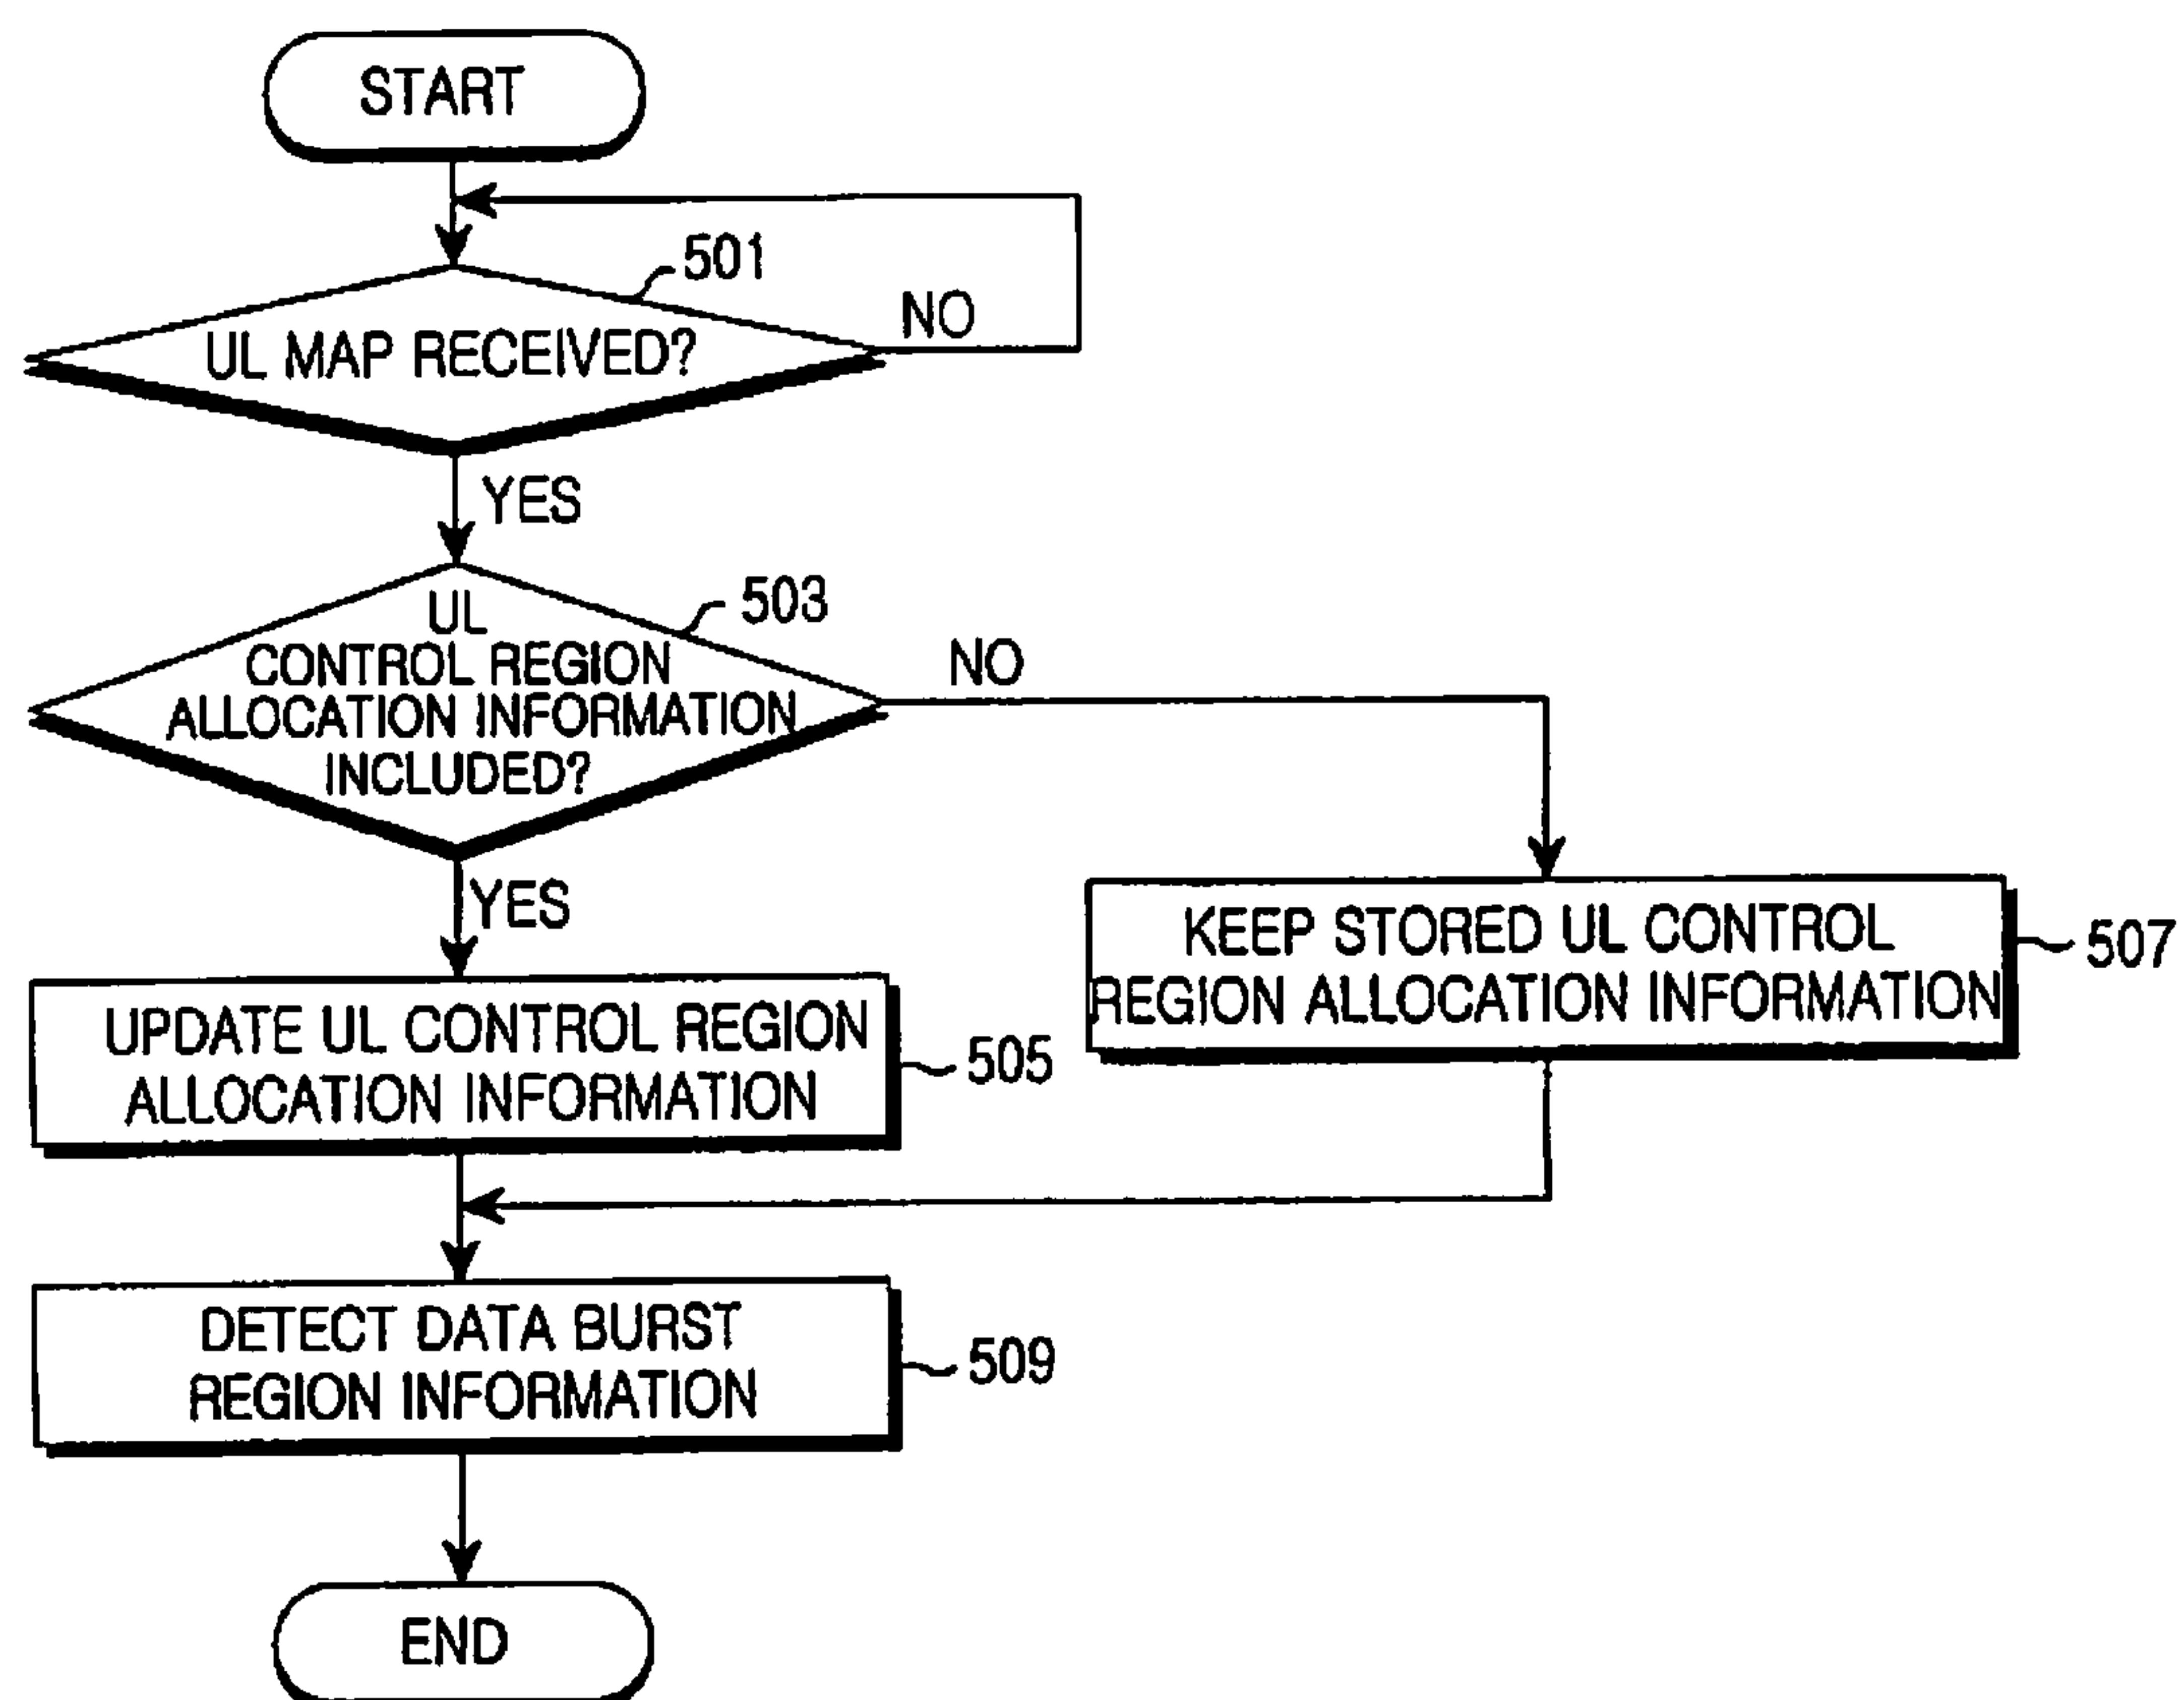 START
501
NO
UL MAP RECEIVED?
YES
503
UL
CONTROL REGION
ALLOCATION INFORMATION
INCLUDED?
NO
YES
KEEP STORED UL CONTROL
REGION ALLOCATION INFORMATION
507
UPDATE UL CONTROL REGION
ALLOCATION INFORMATION
505
DETECT DATA BURST
REGION INFORMATION
509
END